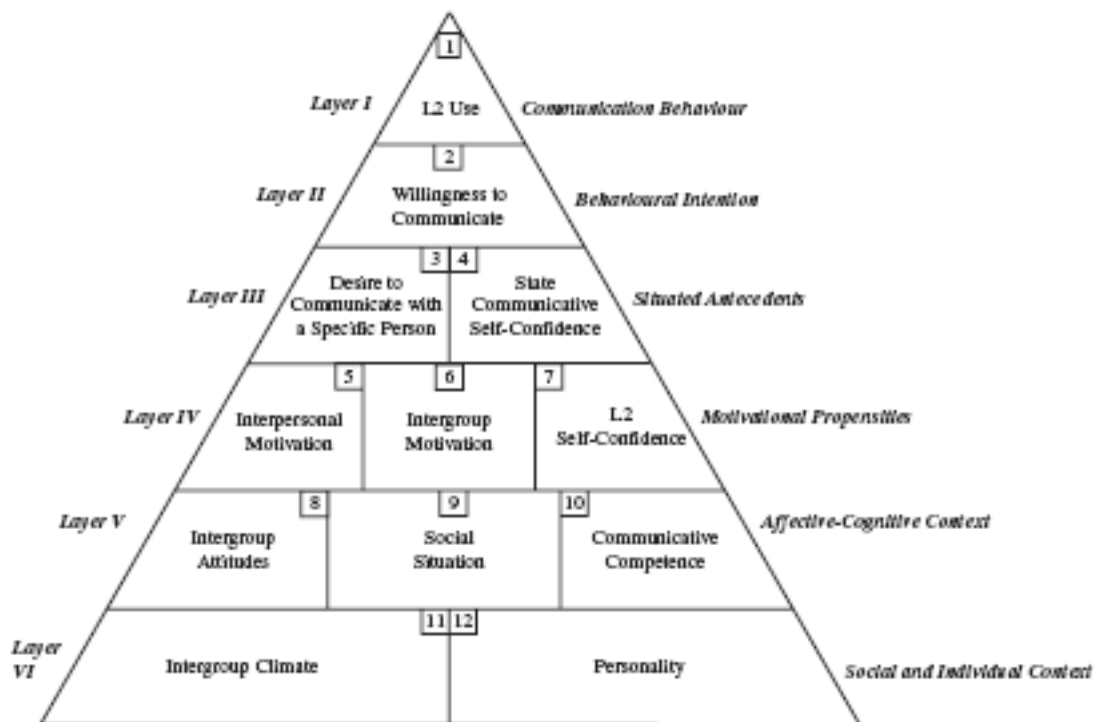 1
Layer I
L2 Use
Communication Behaviour
2
Layer II
Willingness to
Communicate
Behavioural Intention
3 4
Layer III
Desire to
Communicate with
a Specific Person
State
Communicative
Self-Confidence
Situated Antecedents
5 6 7
Layer IV
Interpersonal
Motivation
Intergroup
Motivation
L2
Self-Confidence
Motivational Propensities
8 9 10
Layer V
Intergroup
Attitudes
Social
Situation
Communicative
Competence
Affective-Cognitive Context
11 12
Layer
VI
Intergroup Climate
Personality
Social and Individual Context